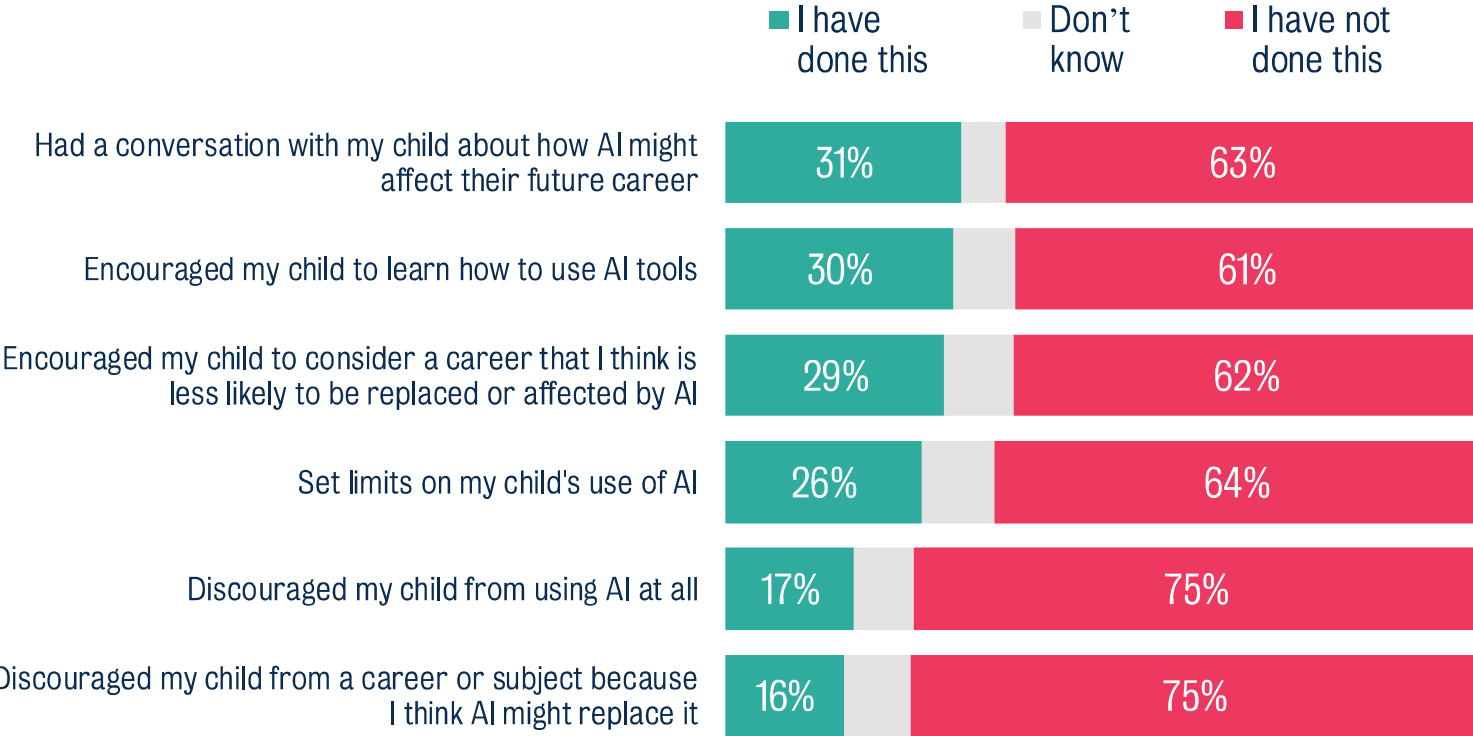 I have
done this
Don’t
know
I have not
done this
Had a conversation with my child about how AI might
affect their future career
31%
63%
Encouraged my child to learn how to use AI tools
30%
61%
Encouraged my child to consider a career that I think is
less likely to be replaced or affected by AI
29%
62%
Set limits on my child's use of AI
26%
64%
Discouraged my child from using AI at all
17%
75%
Discouraged my child from a career or subject because
I think AI might replace it
16%
75%